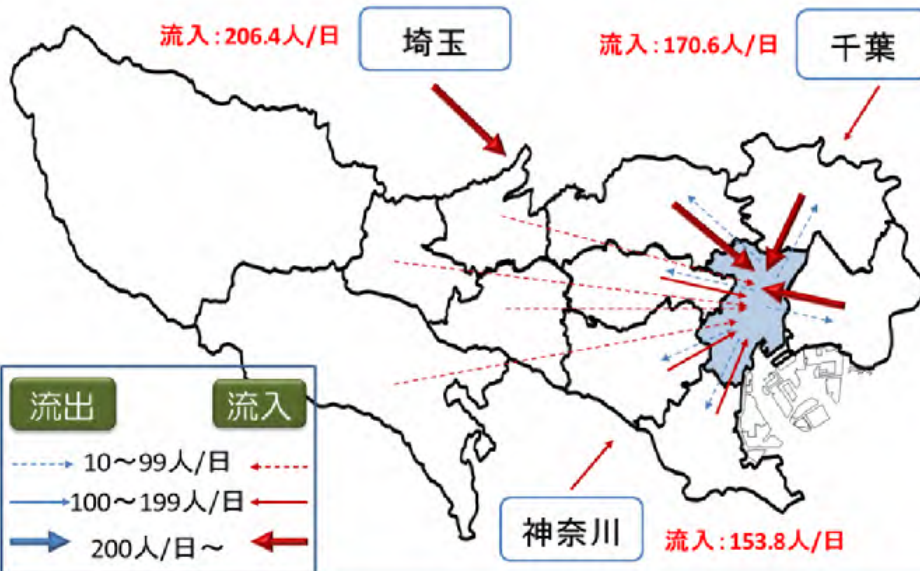 流入:206.4人/日
埼玉
流入:170.6人/日
千葉
流出
流入
10～99人/日
100～199人/日
200人/日～
神奈川
流入:153.8人/日